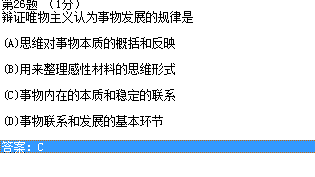 第26题 (1分)
辩证唯物主义认为事物发展的规律是
(A)思维对事物本质的概括和反映
(B)用来整理感性材料的思维形式
(C)事物内在的本质和稳定的联系
(D)事物联系和发展的基本环节
答案: C